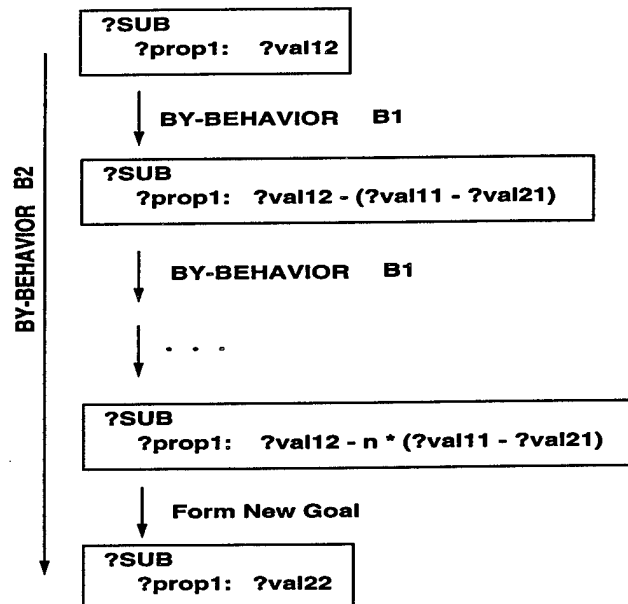 ?SUB
?prop1: ?val12
BY-BEHAVIOR B1
?SUB
?prop1: ?val12 - (?val11 - ?val21)
BY-BEHAVIOR B1
. . .
?SUB
?prop1: ?val12 - n * (?val11 - ?val21)
Form New Goal
?SUB
?prop1: ?val22
BY-BEHAVIOR B2